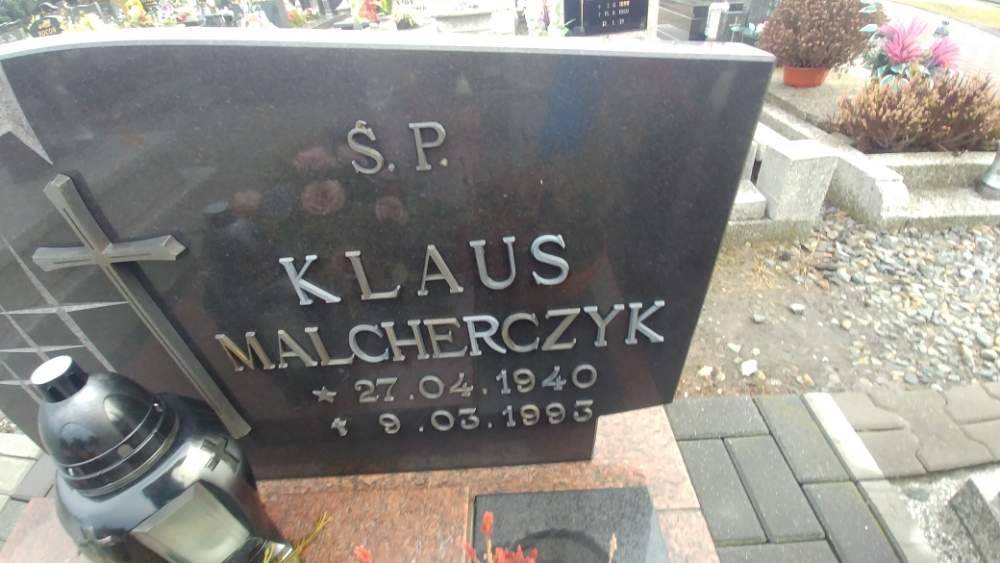 Ś. P.
KLAUS
MALCHERCZYK
* 27.04.1940
† 9.03.1993
R. I. P.